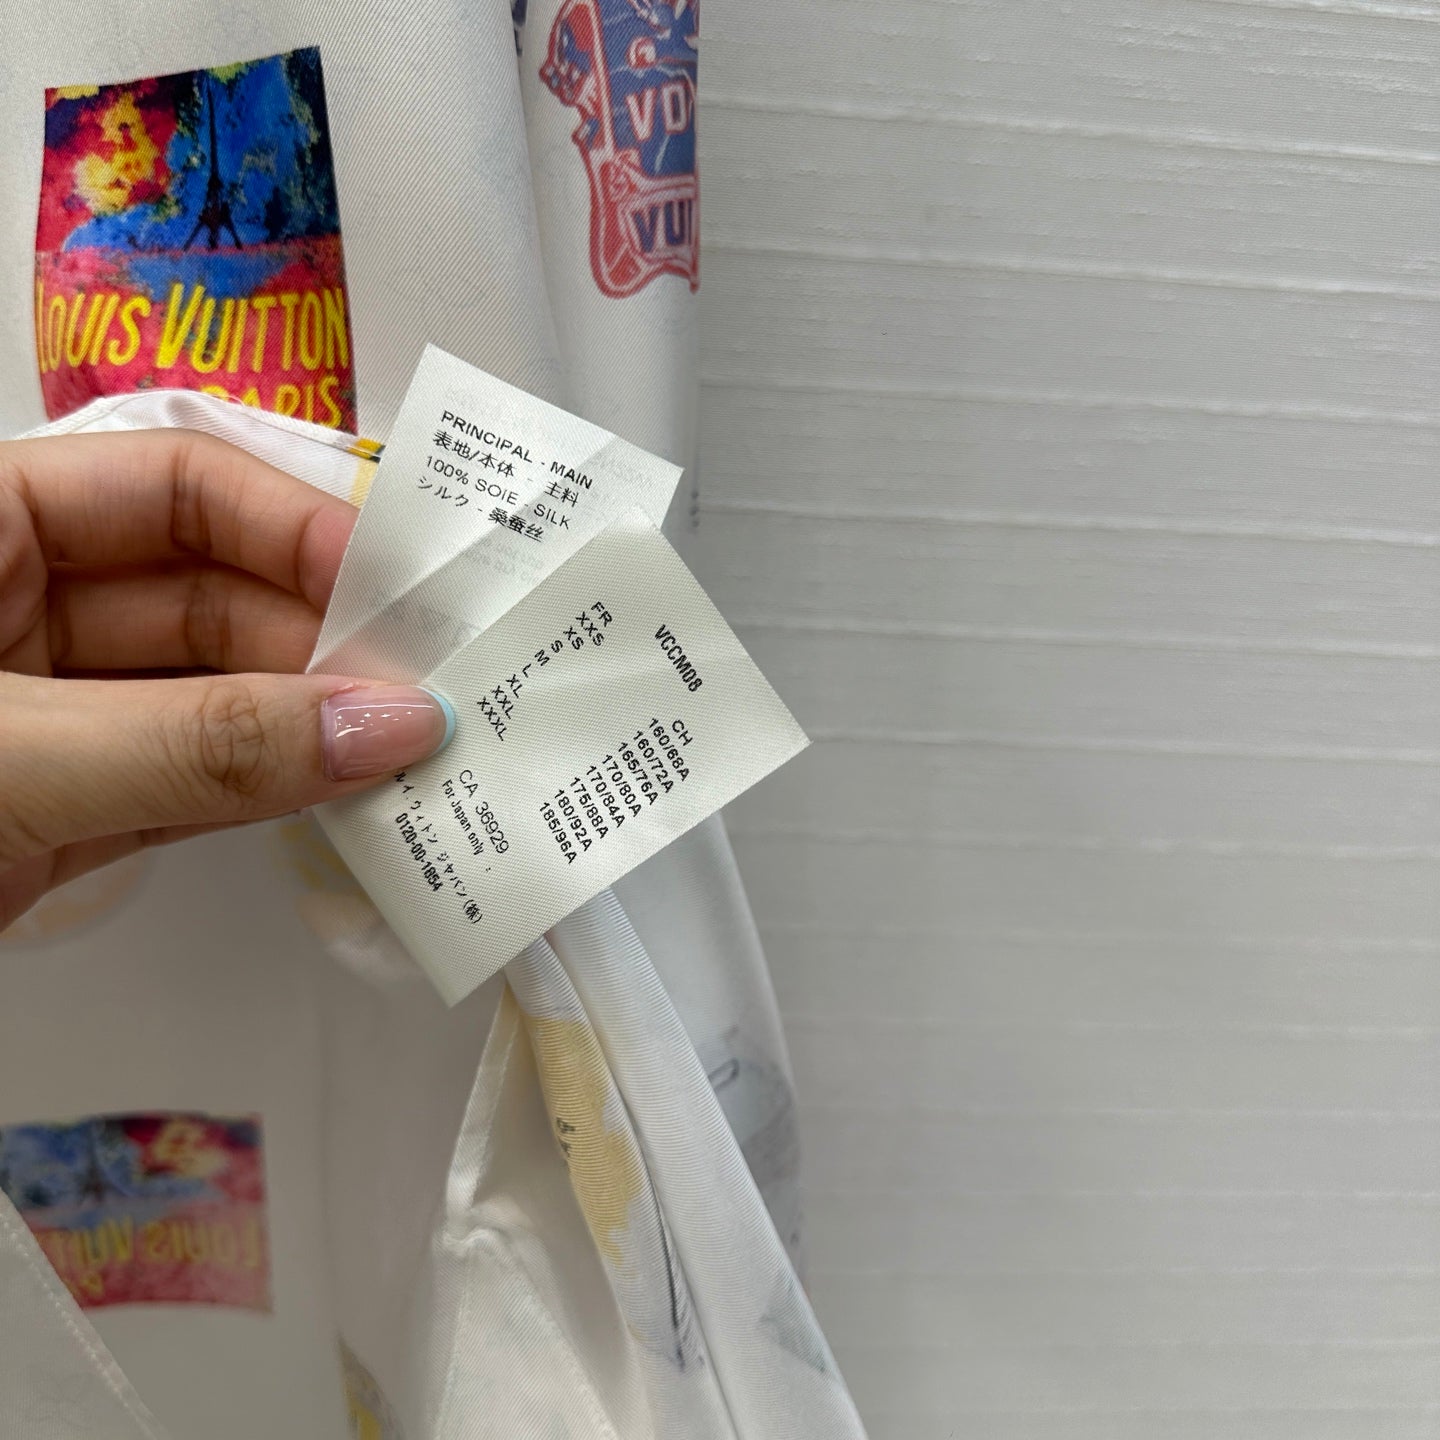 LOUIS VUITTON
PARIS
VUI
PRINCIPAL - MAIN
表地/本体 - 主料
100% SOIE - SILK
シルク - 桑蚕丝
VCCM08
FR
XXS
XS
S
M
L
XL
XXL
XXXL
CH
160/68A
160/72A
165/76A
170/80A
170/84A
175/88A
180/92A
185/96A
CA 36929
For Japan only :
ルイ ヴィトン ジャパン(株)
0120-00-1854
LOUIS VUIT